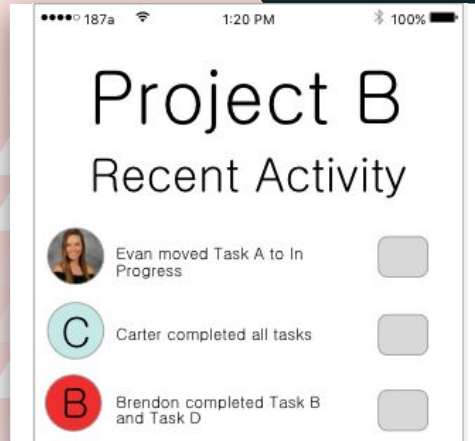 187a 1:20 PM 100%
Project B
Recent Activity
Evan moved Task A to In
Progress
C Carter completed all tasks
B Brendon completed Task B
and Task D